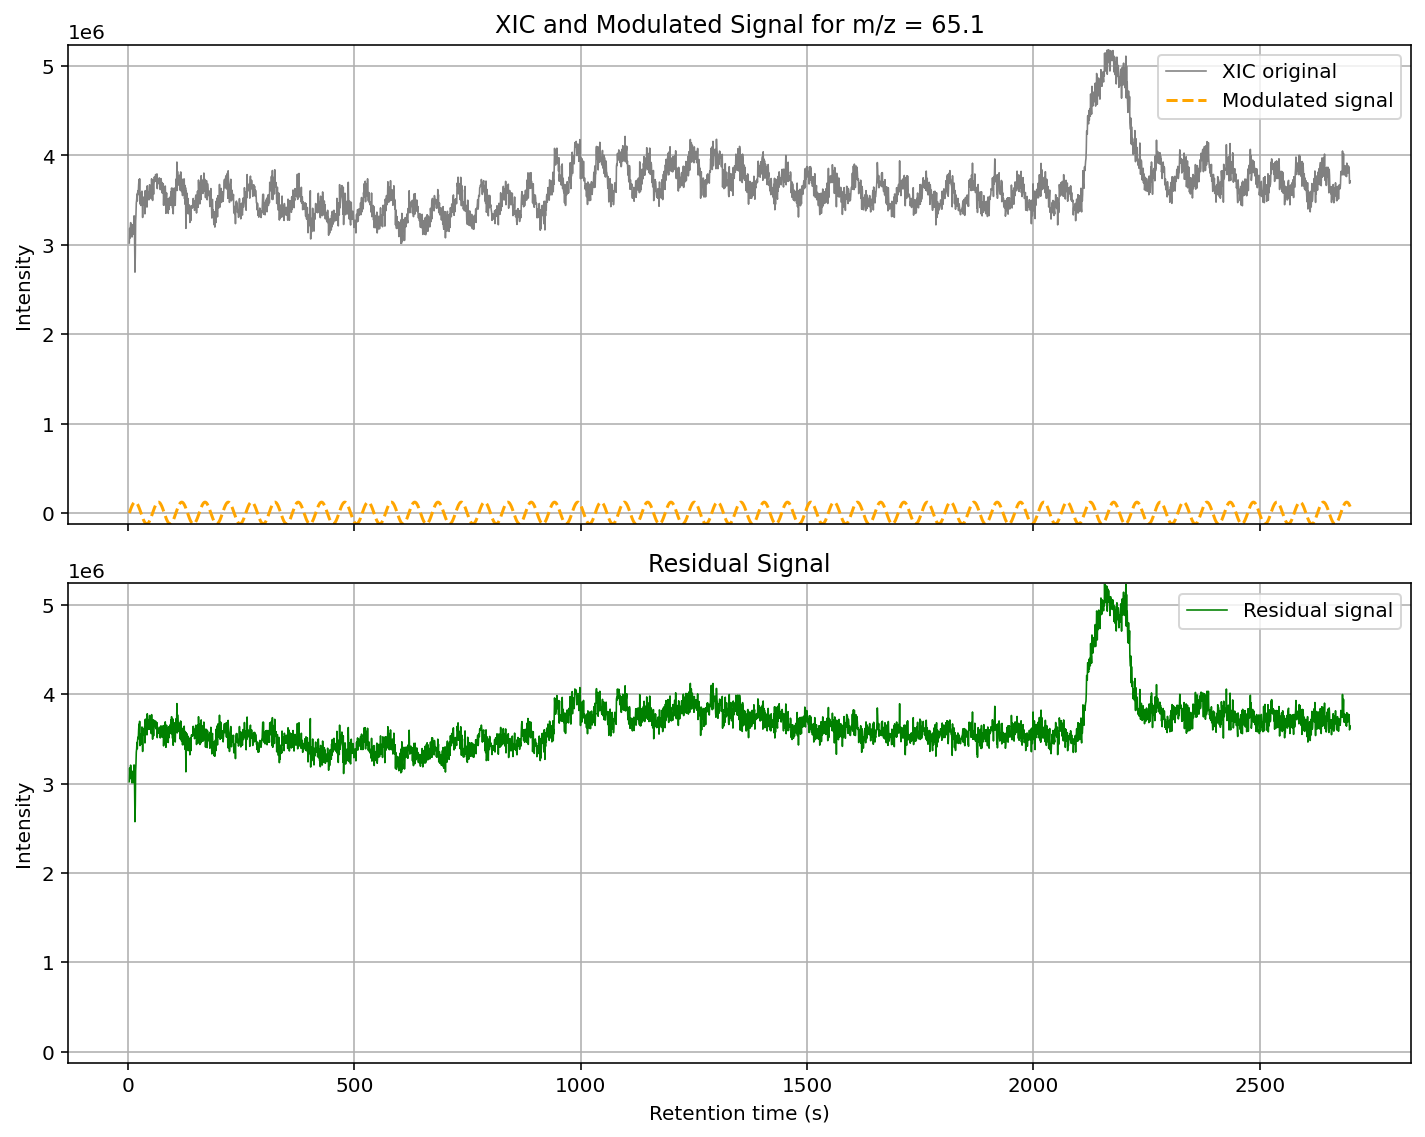 XIC and Modulated Signal for m/z = 65.1
1e6
5
4
3
2
1
0
Intensity
XIC original
Modulated signal
Residual Signal
1e6
5
4
3
2
1
0
Intensity
Residual signal
0 500 1000 1500 2000 2500
Retention time (s)